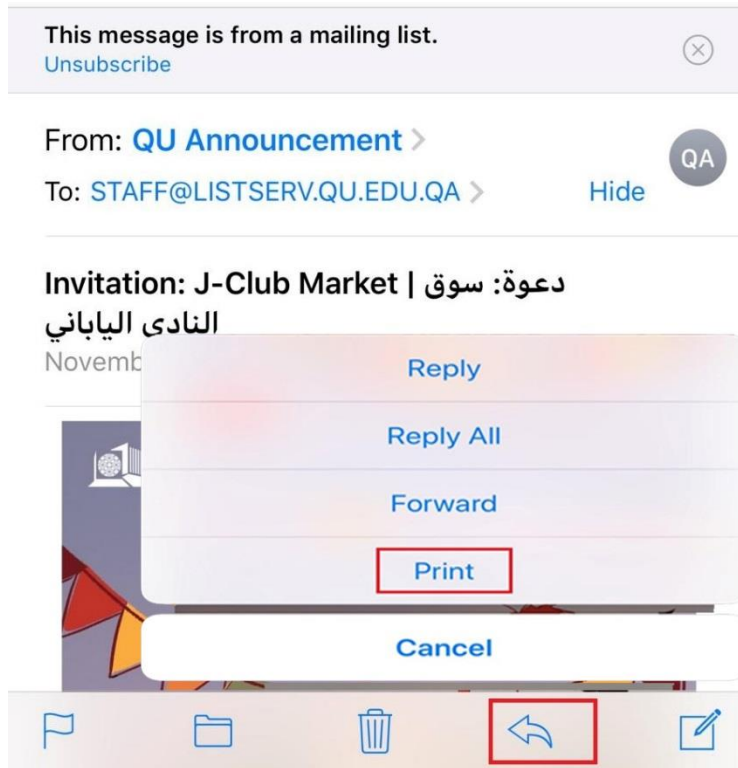 This message is from a mailing list.
Unsubscribe
From: QU Announcement
QA
To: STAFF@LISTSERV.QU.EDU.QA
Hide
Invitation: J-Club Market | دعوة: سوق
النادي الياباني
Reply
Reply All
Forward
Print
Cancel